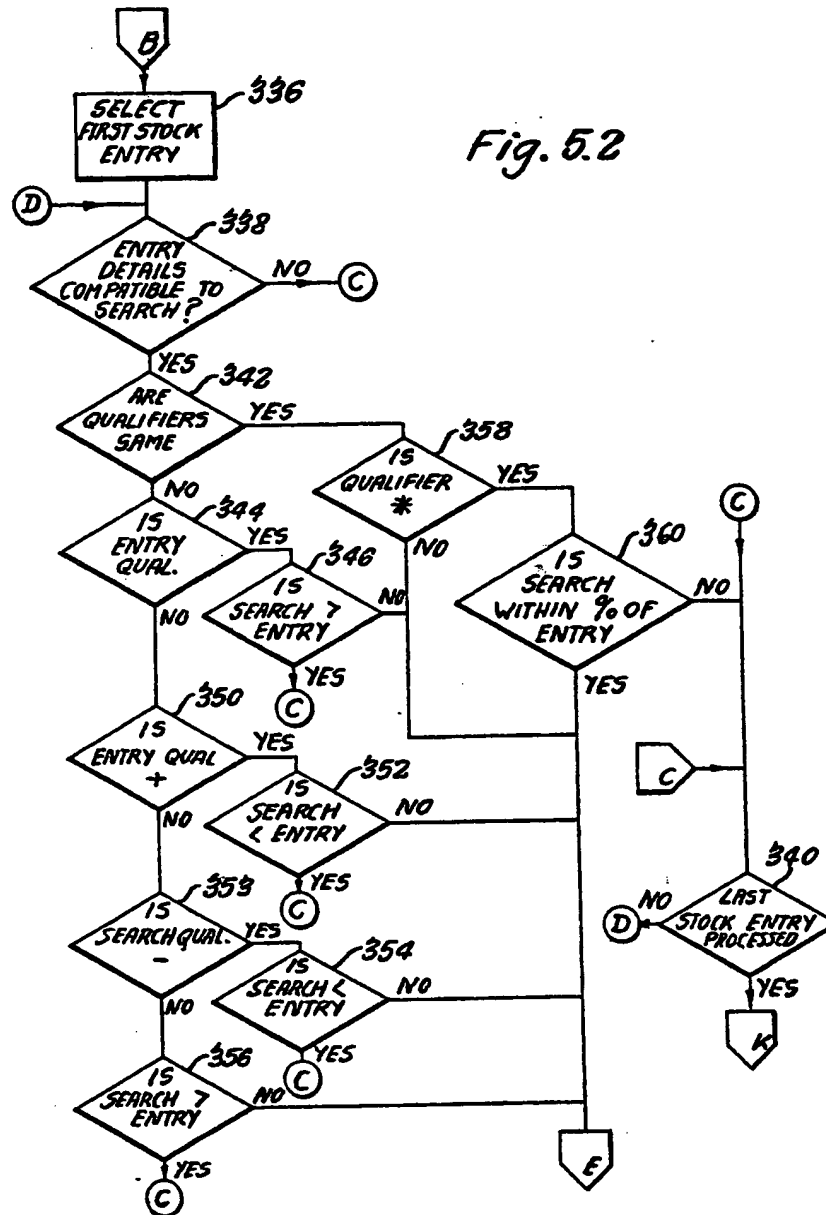 B
336
SELECT
FIRST STOCK
ENTRY
Fig. 5.2
D
338
ENTRY
DETAILS
COMPATIBLE TO
SEARCH?
NO
C
YES
342
ARE
QUALIFIERS
SAME
YES
NO
358
IS
QUALIFIER
*
YES
NO
C
344
IS
ENTRY
QUAL.
YES
NO
346
IS
SEARCH >
ENTRY
NO
YES
C
360
IS
SEARCH
WITHIN % OF
ENTRY
NO
YES
350
IS
ENTRY QUAL
+
YES
NO
352
IS
SEARCH
< ENTRY
NO
YES
C
C
340
LAST
STOCK ENTRY
PROCESSED
NO
D
YES
K
353
IS
SEARCH QUAL.
-
YES
NO
354
IS
SEARCH <
ENTRY
NO
YES
C
356
IS
SEARCH >
ENTRY
NO
YES
C
E